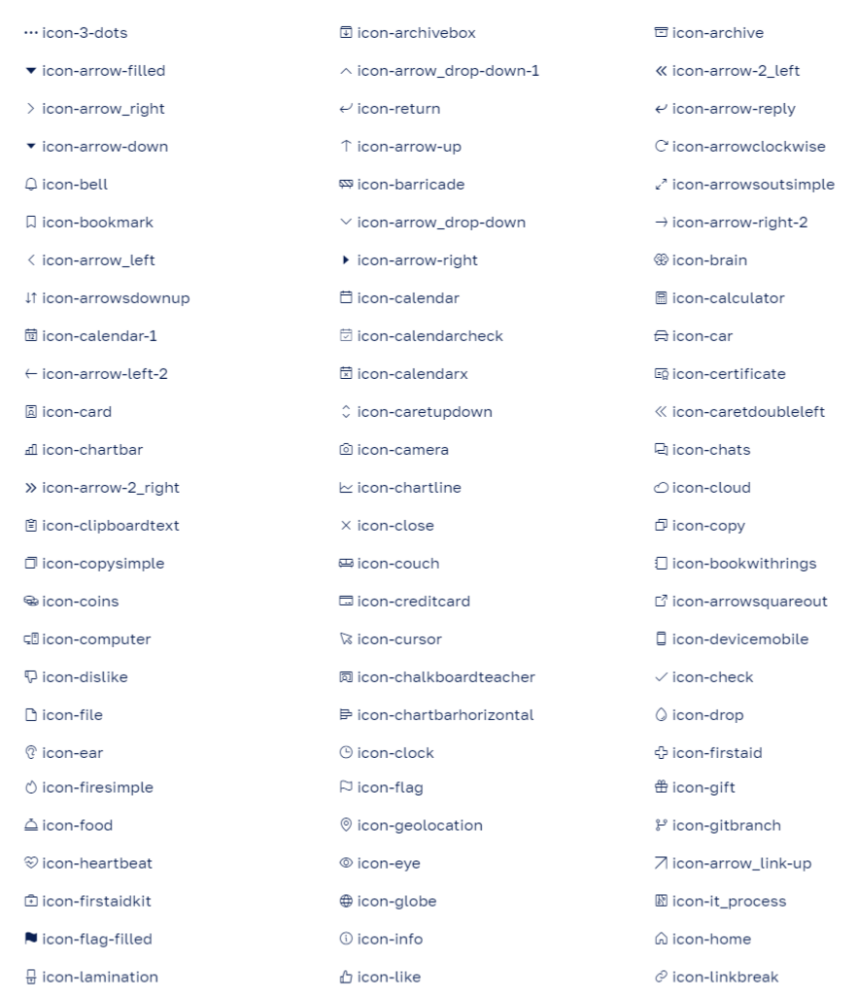 icon-3-dots icon-archivebox icon-archive
icon-arrow-filled icon-arrow_drop-down-1 icon-arrow-2_left
icon-arrow_right icon-return icon-arrow-reply
icon-arrow-down icon-arrow-up icon-arrowclockwise
icon-bell icon-barricade icon-arrowsoutsimple
icon-bookmark icon-arrow_drop-down icon-arrow-right-2
icon-arrow_left icon-arrow-right icon-brain
icon-arrowsdownup icon-calendar icon-calculator
icon-calendar-1 icon-calendarcheck icon-car
icon-arrow-left-2 icon-calendarx icon-certificate
icon-card icon-caretupdown icon-caretdoubleleft
icon-chartbar icon-camera icon-chats
icon-arrow-2_right icon-chartline icon-cloud
icon-clipboardtext icon-close icon-copy
icon-copysimple icon-couch icon-bookwithrings
icon-coins icon-creditcard icon-arrowsquareout
icon-computer icon-cursor icon-devicemobile
icon-dislike icon-chalkboardteacher icon-check
icon-file icon-chartbarhorizontal icon-drop
icon-ear icon-clock icon-firstaid
icon-firesimple icon-flag icon-gift
icon-food icon-geolocation icon-gitbranch
icon-heartbeat icon-eye icon-arrow_link-up
icon-firstaidkit icon-globe icon-it_process
icon-flag-filled icon-info icon-home
icon-lamination icon-like icon-linkbreak